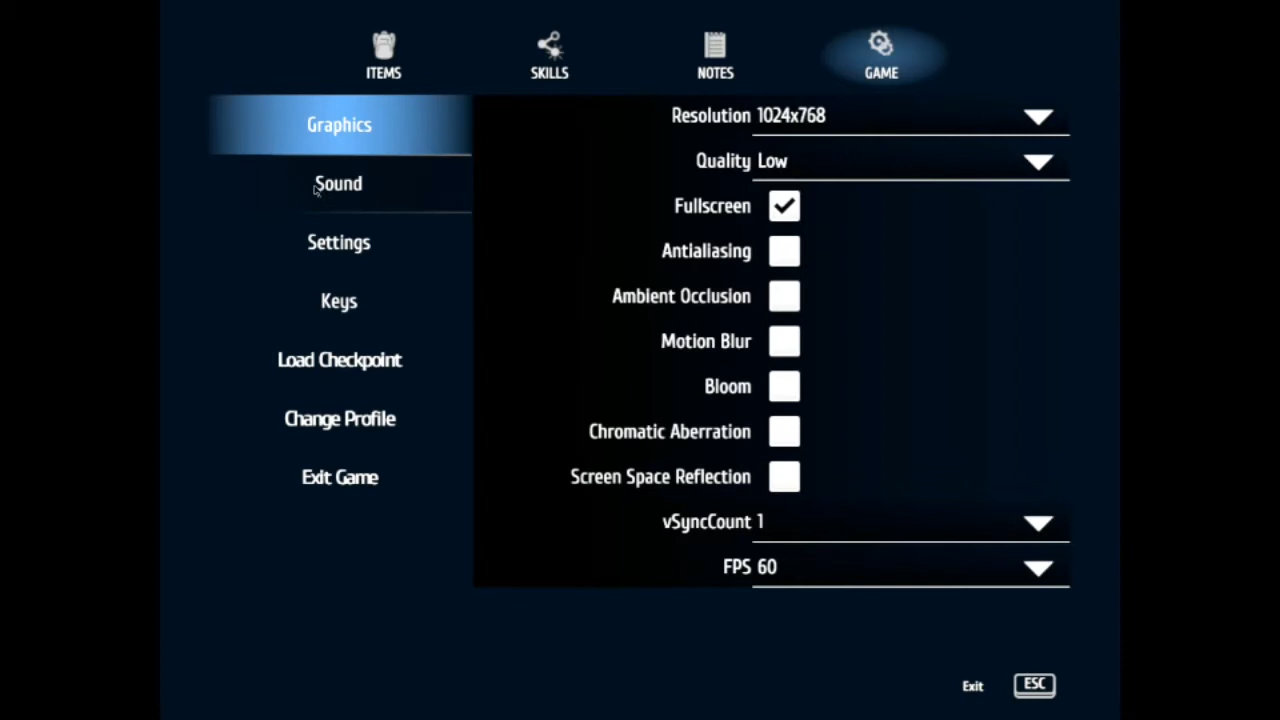 ITEMS
SKILLS
NOTES
GAME
Graphics
Sound
Settings
Keys
Load Checkpoint
Change Profile
Exit Game
Resolution 1024x768
Quality Low
Fullscreen
Antialiasing
Ambient Occlusion
Motion Blur
Bloom
Chromatic Aberration
Screen Space Reflection
vSyncCount 1
FPS 60
Exit ESC